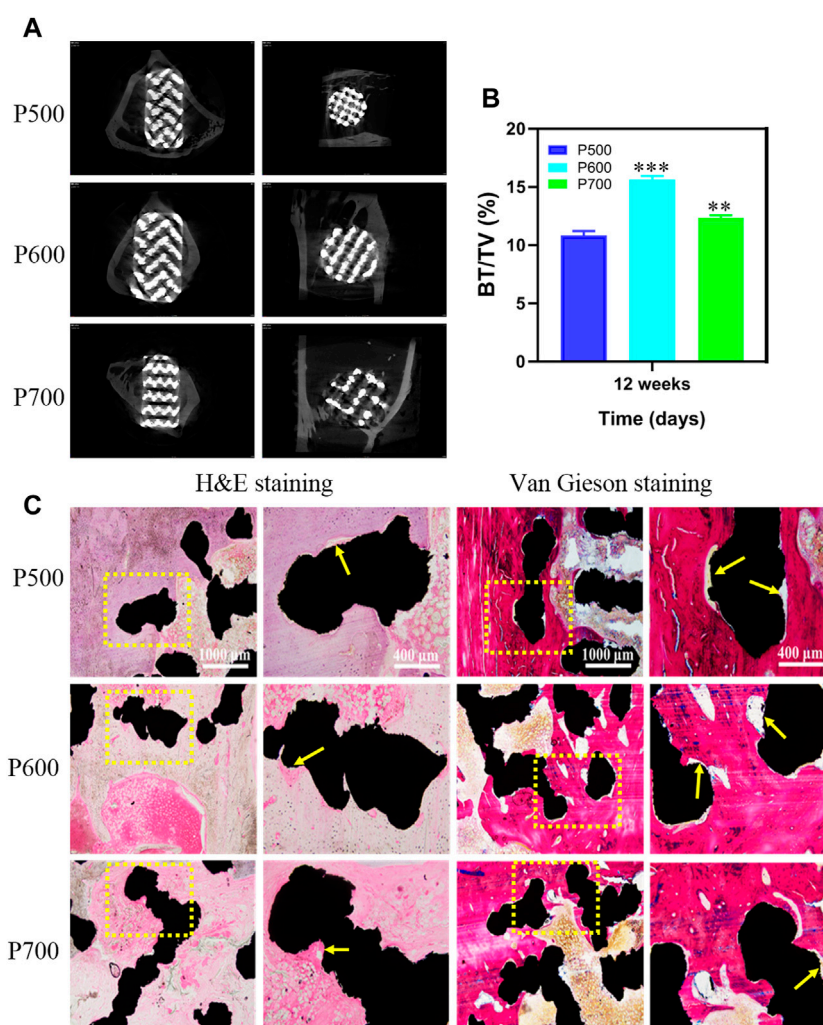 A
P500
P600
P700
B
20
15
10
5
0
BT/TV (%)
P500
P600
P700
***
**
12 weeks
Time (days)
C
H&E staining
Van Gieson staining
P500
1000 μm
400 μm
1000 μm
400 μm
P600
P700